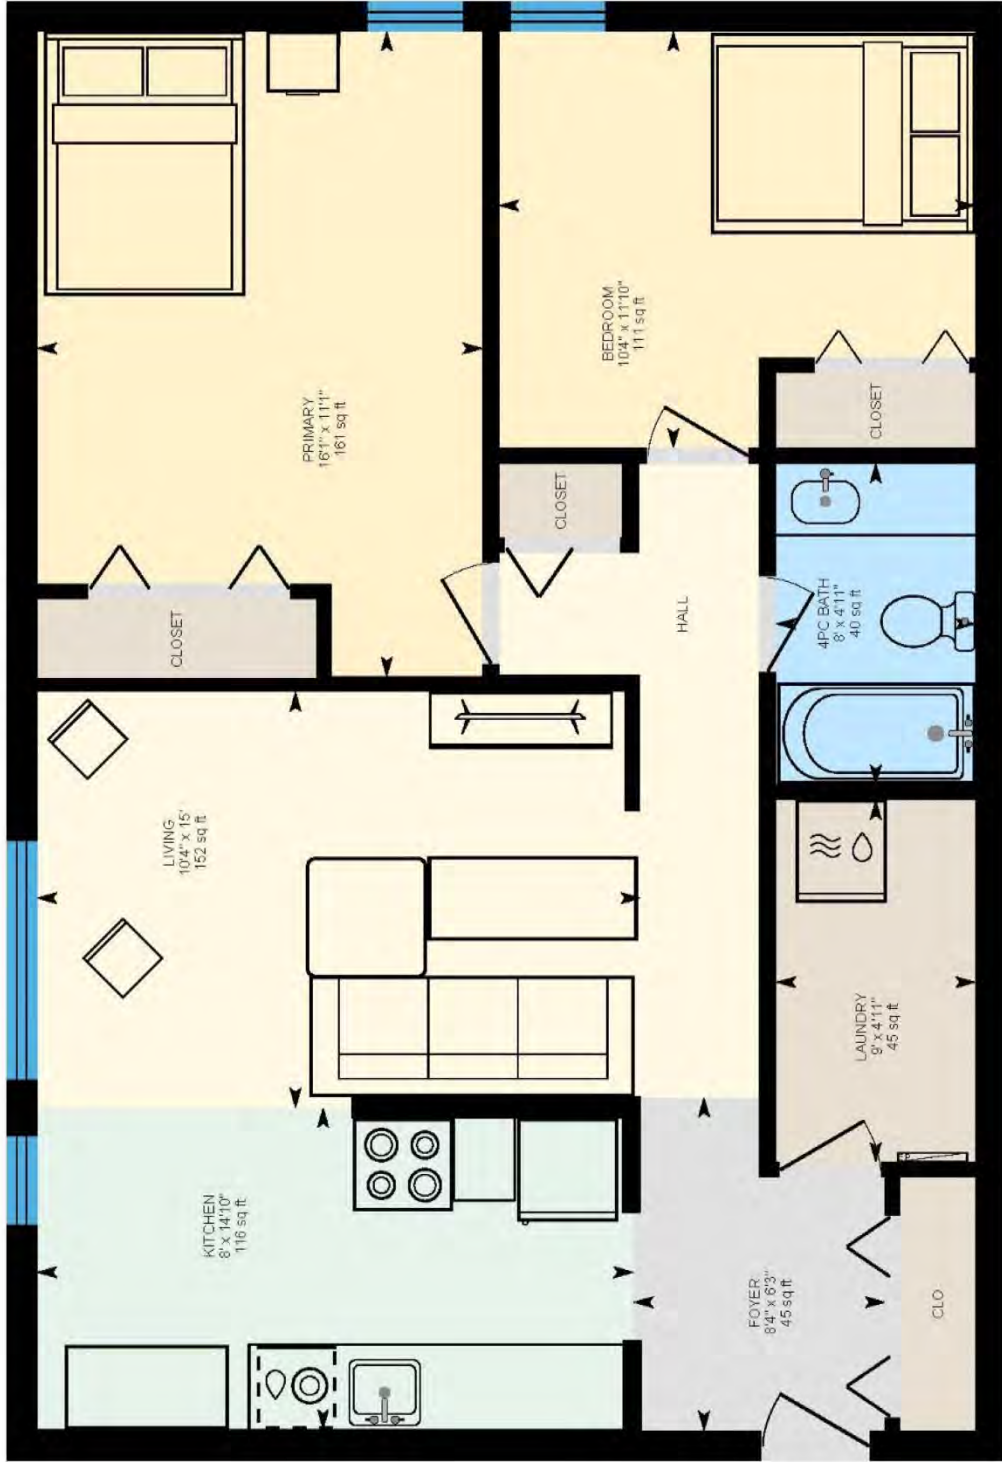 PRIMARY
16'1" x 11'1"
161 sq ft
BEDROOM
10'4" x 11'10"
111 sq ft
CLOSET
CLOSET
CLOSET
HALL
4PC BATH
8' x 4'11"
40 sq ft
LIVING
10'4" x 15'
152 sq ft
LAUNDRY
9' x 4'11"
45 sq ft
KITCHEN
8' x 14'10"
116 sq ft
FOYER
8'4" x 6'3"
45 sq ft
CLO